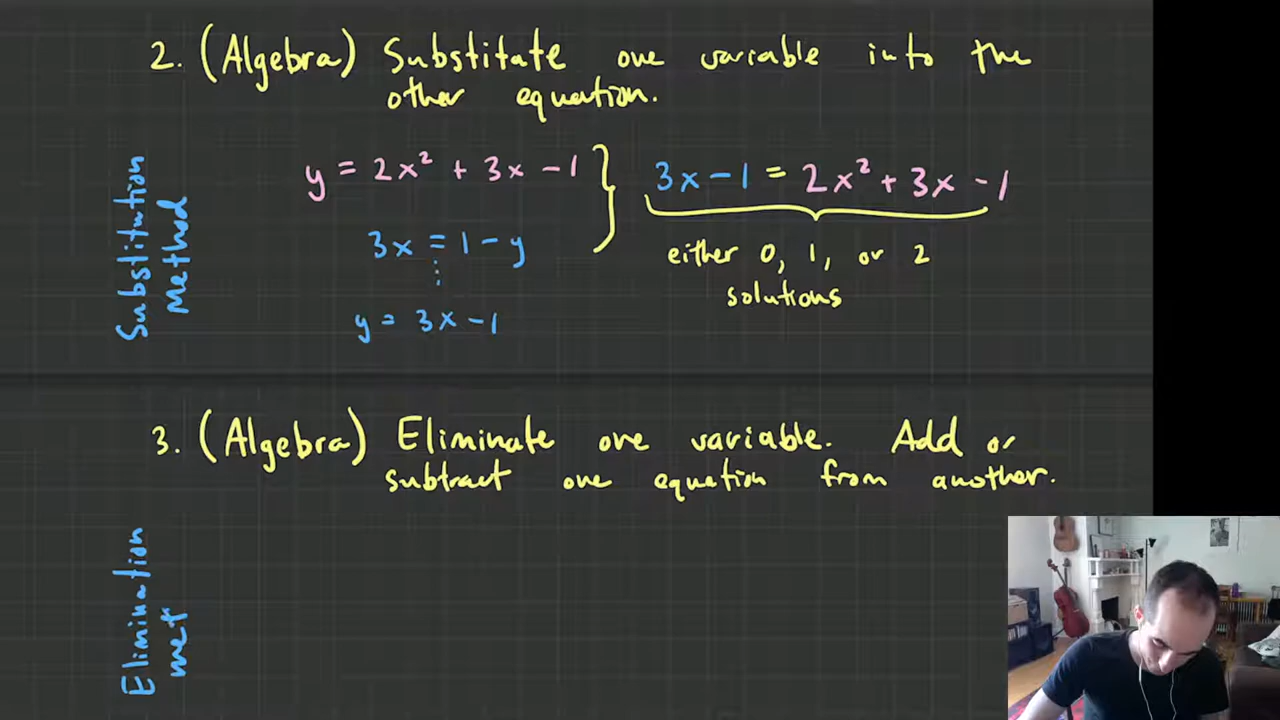 2. (Algebra) Substitute one variable into the
other equation.
Substitution
Method
y = 2x² + 3x - 1
3x = 1 - y
⋮
y = 3x - 1
3x - 1 = 2x² + 3x - 1
either 0, 1, or 2
solutions
3. (Algebra) Eliminate one variable. Add or
subtract one equation from another.
Elimination
met